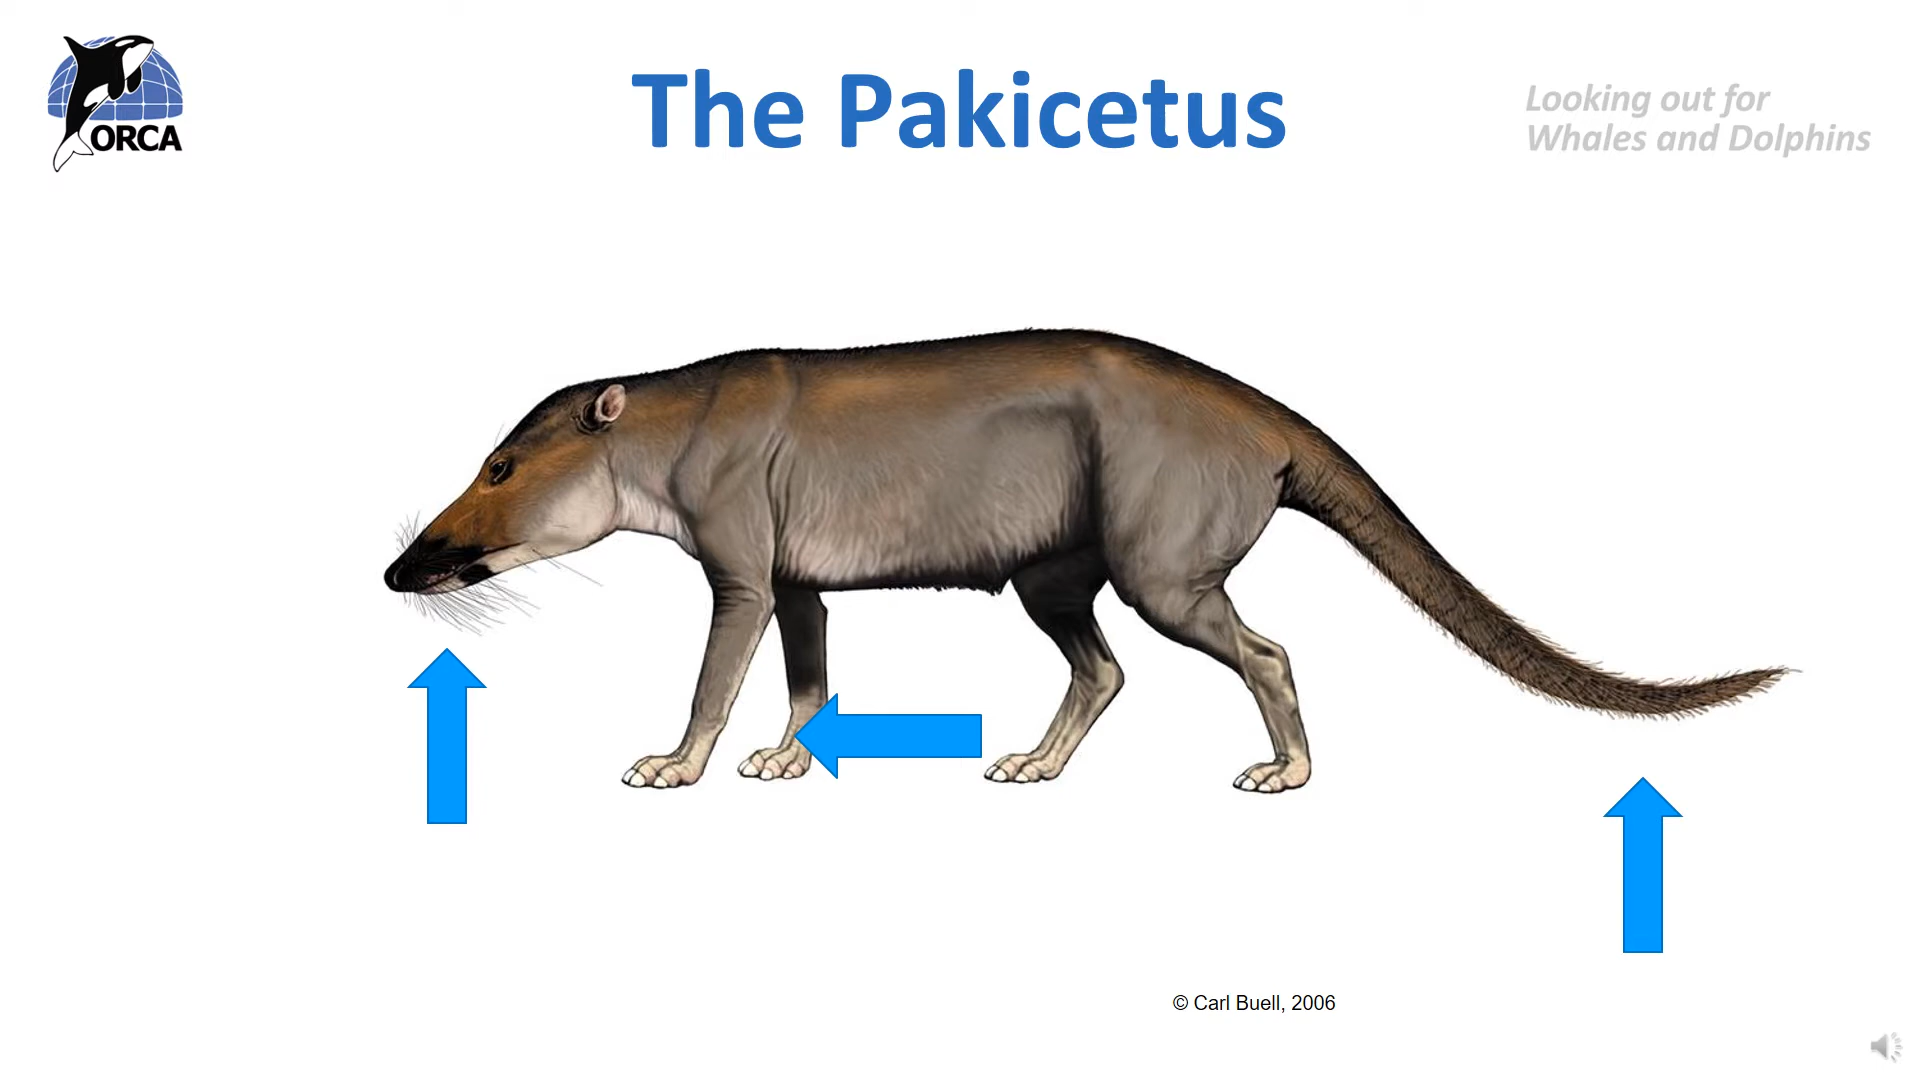 ORCA
The Pakicetus
Looking out for
Whales and Dolphins
© Carl Buell, 2006